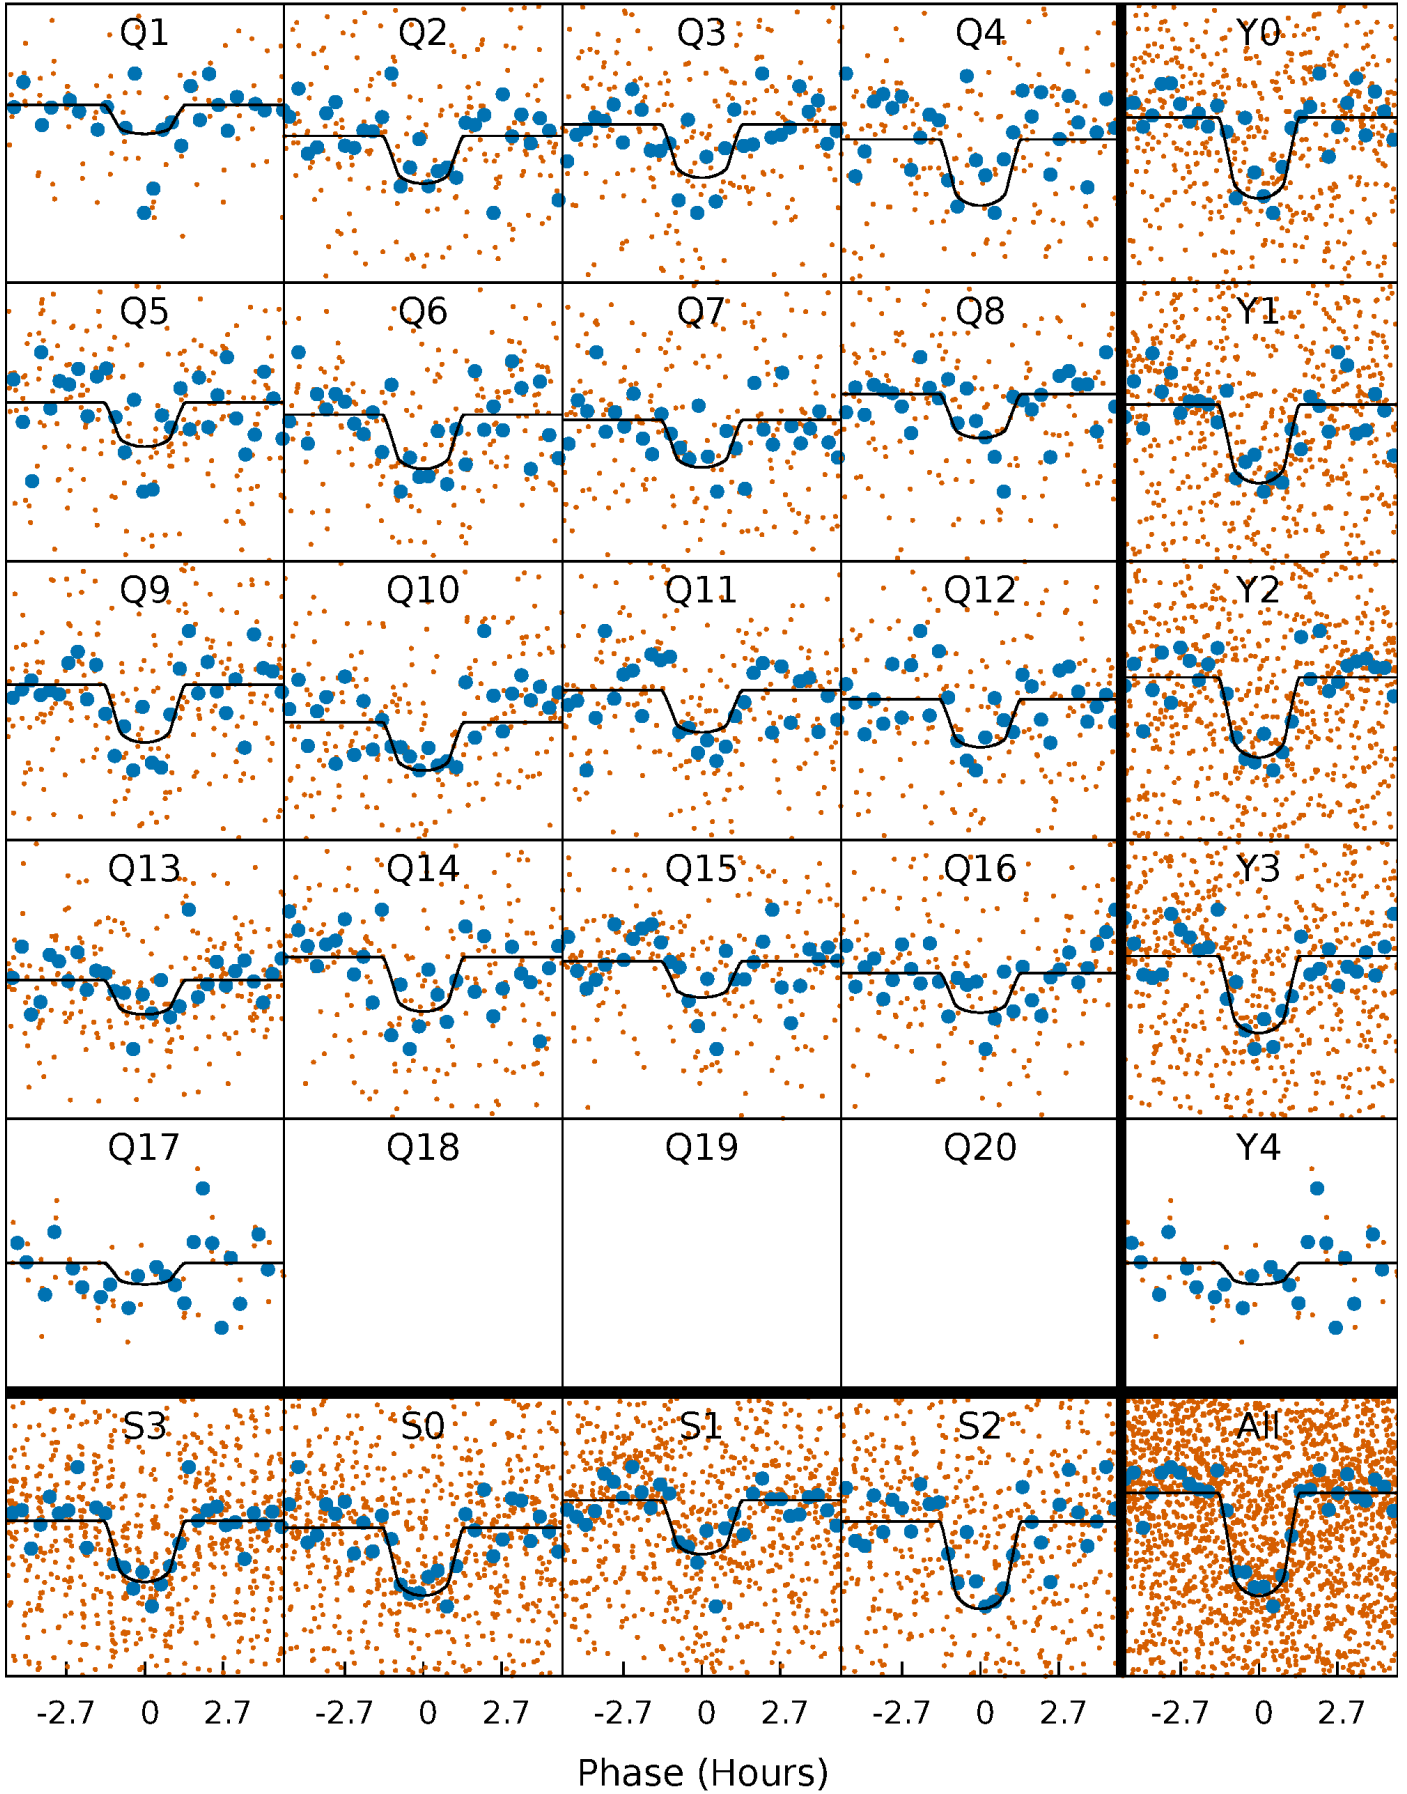 Q1 Q2 Q3 Q4 Y0
Q5 Q6 Q7 Q8 Y1
Q9 Q10 Q11 Q12 Y2
Q13 Q14 Q15 Q16 Y3
Q17 Q18 Q19 Q20 Y4
S3 S0 S1 S2 All
-2.7 0 2.7 -2.7 0 2.7 -2.7 0 2.7 -2.7 0 2.7 -2.7 0 2.7
Phase (Hours)